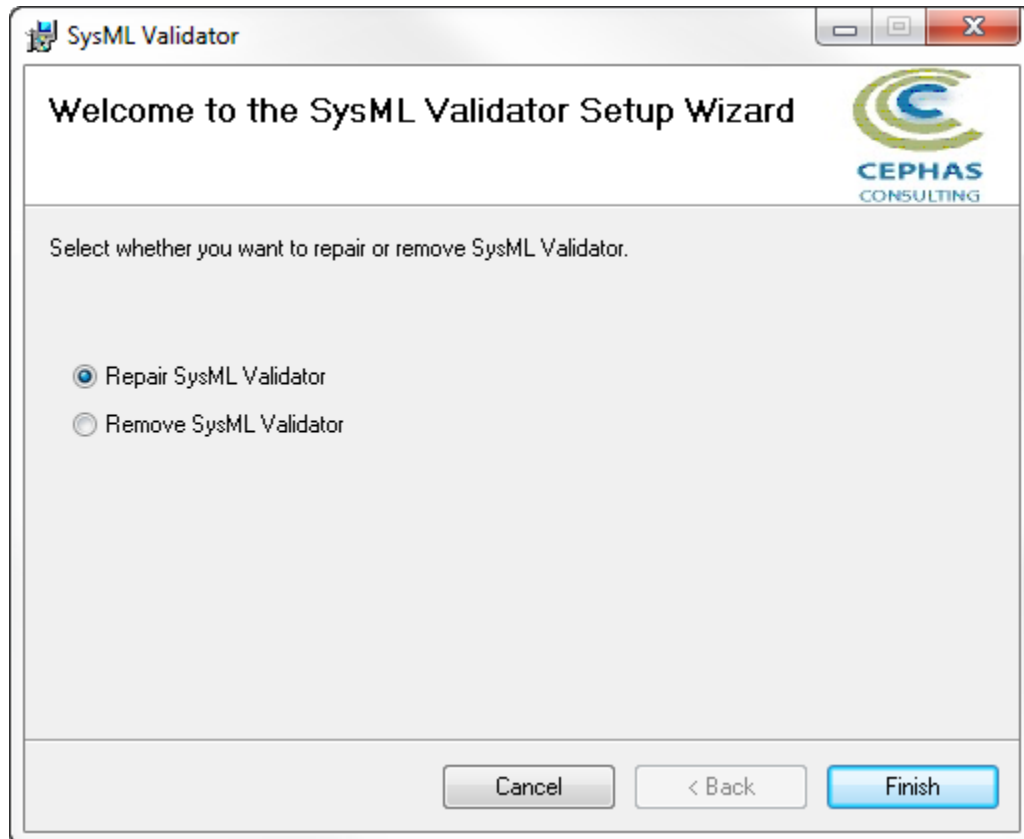 SysML Validator
Welcome to the SysML Validator Setup Wizard
CEPHAS
CONSULTING
Select whether you want to repair or remove SysML Validator.
Repair SysML Validator
Remove SysML Validator
Cancel
< Back
Finish